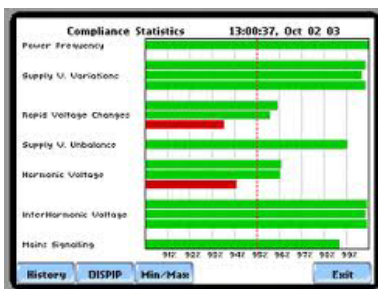 Compliance Statistics 13:00:37, Oct 02 03
Power Frequency
Supply V. Variations
Rapid Voltage Changes
Supply V. Unbalance
Harmonic Voltage
InterHarmonic Voltage
Mains Signalling
91% 92% 93% 94% 95% 96% 97% 98% 99%
History DISPIP Min/Max Exit